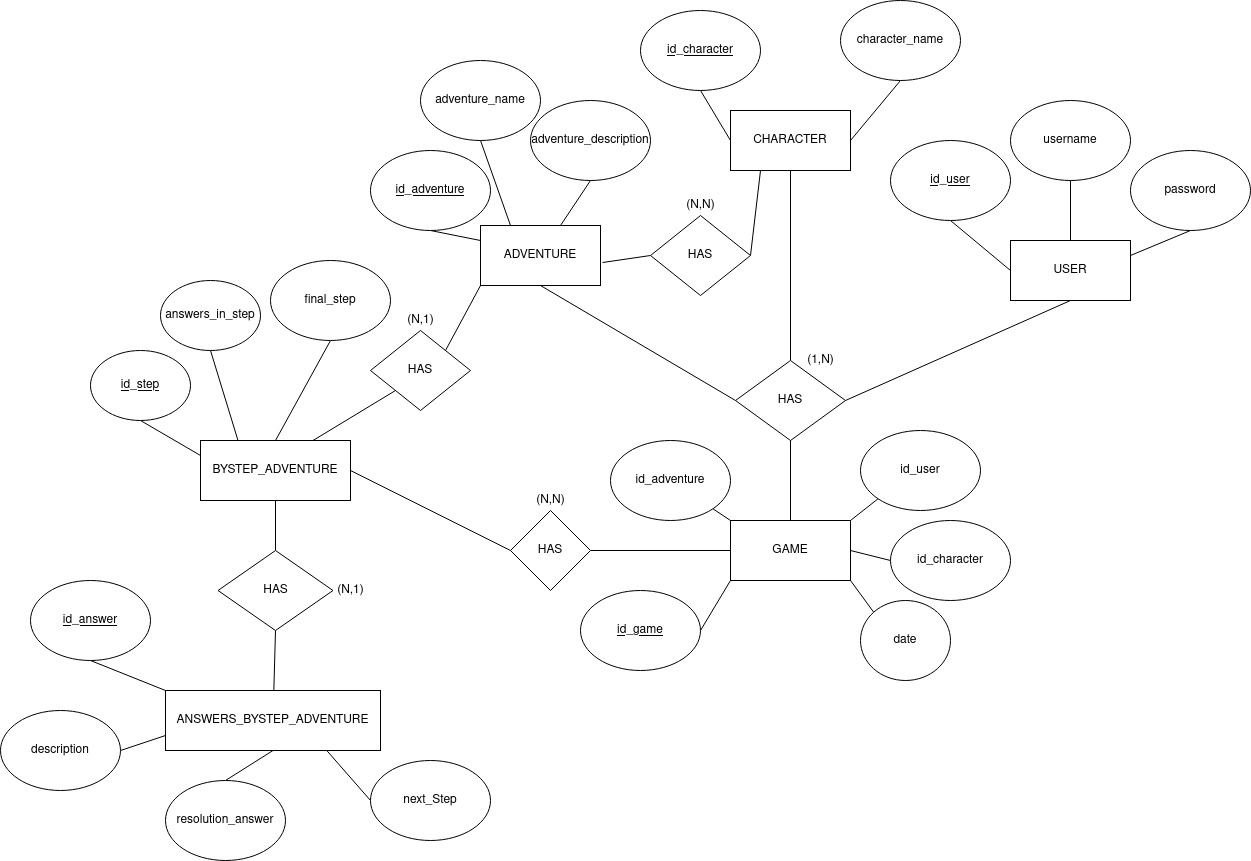 id_character
character_name
adventure_name
adventure_description
CHARACTER
username
id_user
password
id_adventure
(N,N)
ADVENTURE
HAS
USER
final_step
answers_in_step
(N,1)
HAS
(1,N)
id_step
HAS
BYSTEP_ADVENTURE
id_adventure
id_user
(N,N)
HAS
GAME
id_character
HAS
(N,1)
id_answer
id_game
date
ANSWERS_BYSTEP_ADVENTURE
description
next_Step
resolution_answer